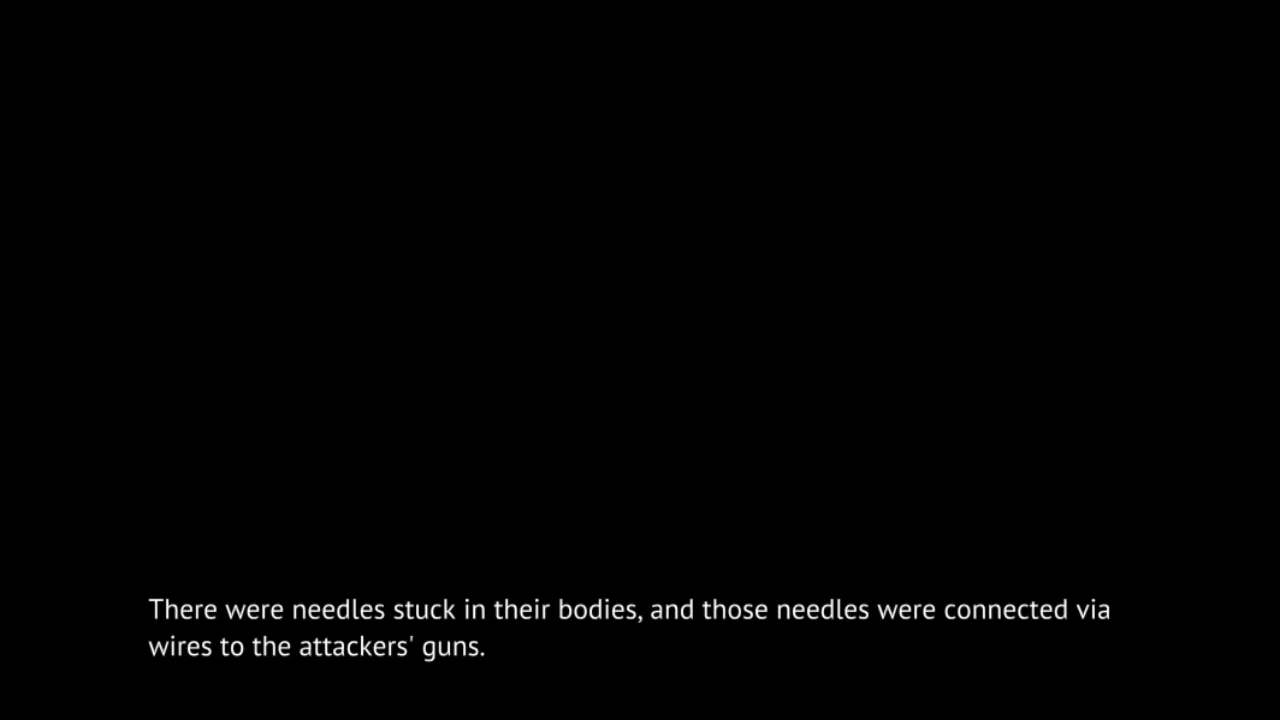 There were needles stuck in their bodies, and those needles were connected via
wires to the attackers' guns.